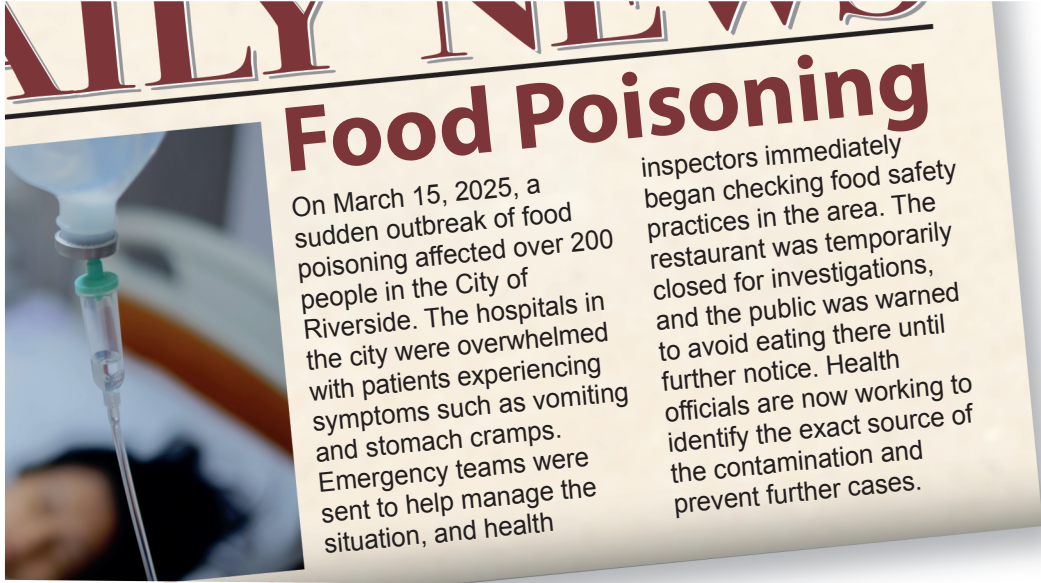 AILY NEWS
Food Poisoning
On March 15, 2025, a
sudden outbreak of food
poisoning affected over 200
people in the City of
Riverside. The hospitals in
the city were overwhelmed
with patients experiencing
symptoms such as vomiting
and stomach cramps.
Emergency teams were
sent to help manage the
situation, and health
inspectors immediately
began checking food safety
practices in the area. The
restaurant was temporarily
closed for investigations,
and the public was warned
to avoid eating there until
further notice. Health
officials are now working to
identify the exact source of
the contamination and
prevent further cases.